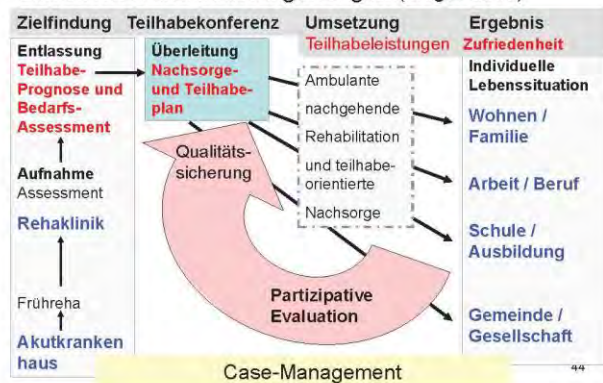 Zielfindung Teilhabekonferenz Umsetzung Ergebnis
Teilhabeleistungen Zufriedenheit
Entlassung
Teilhabe-
Prognose und
Bedarfs-
Assessment
Aufnahme
Assessment
Rehaklinik
Frühreha
Akutkranken
haus
Überleitung
Nachsorge-
und Teilhabe-
plan
Qualitäts-
sicherung
Partizipative
Evaluation
Ambulante
nachgehende
Rehabilitation
und teilhabe-
orientierte
Nachsorge
Individuelle
Lebenssituation
Wohnen /
Familie
Arbeit / Beruf
Schule /
Ausbildung
Gemeinde /
Gesellschaft
Case-Management
44